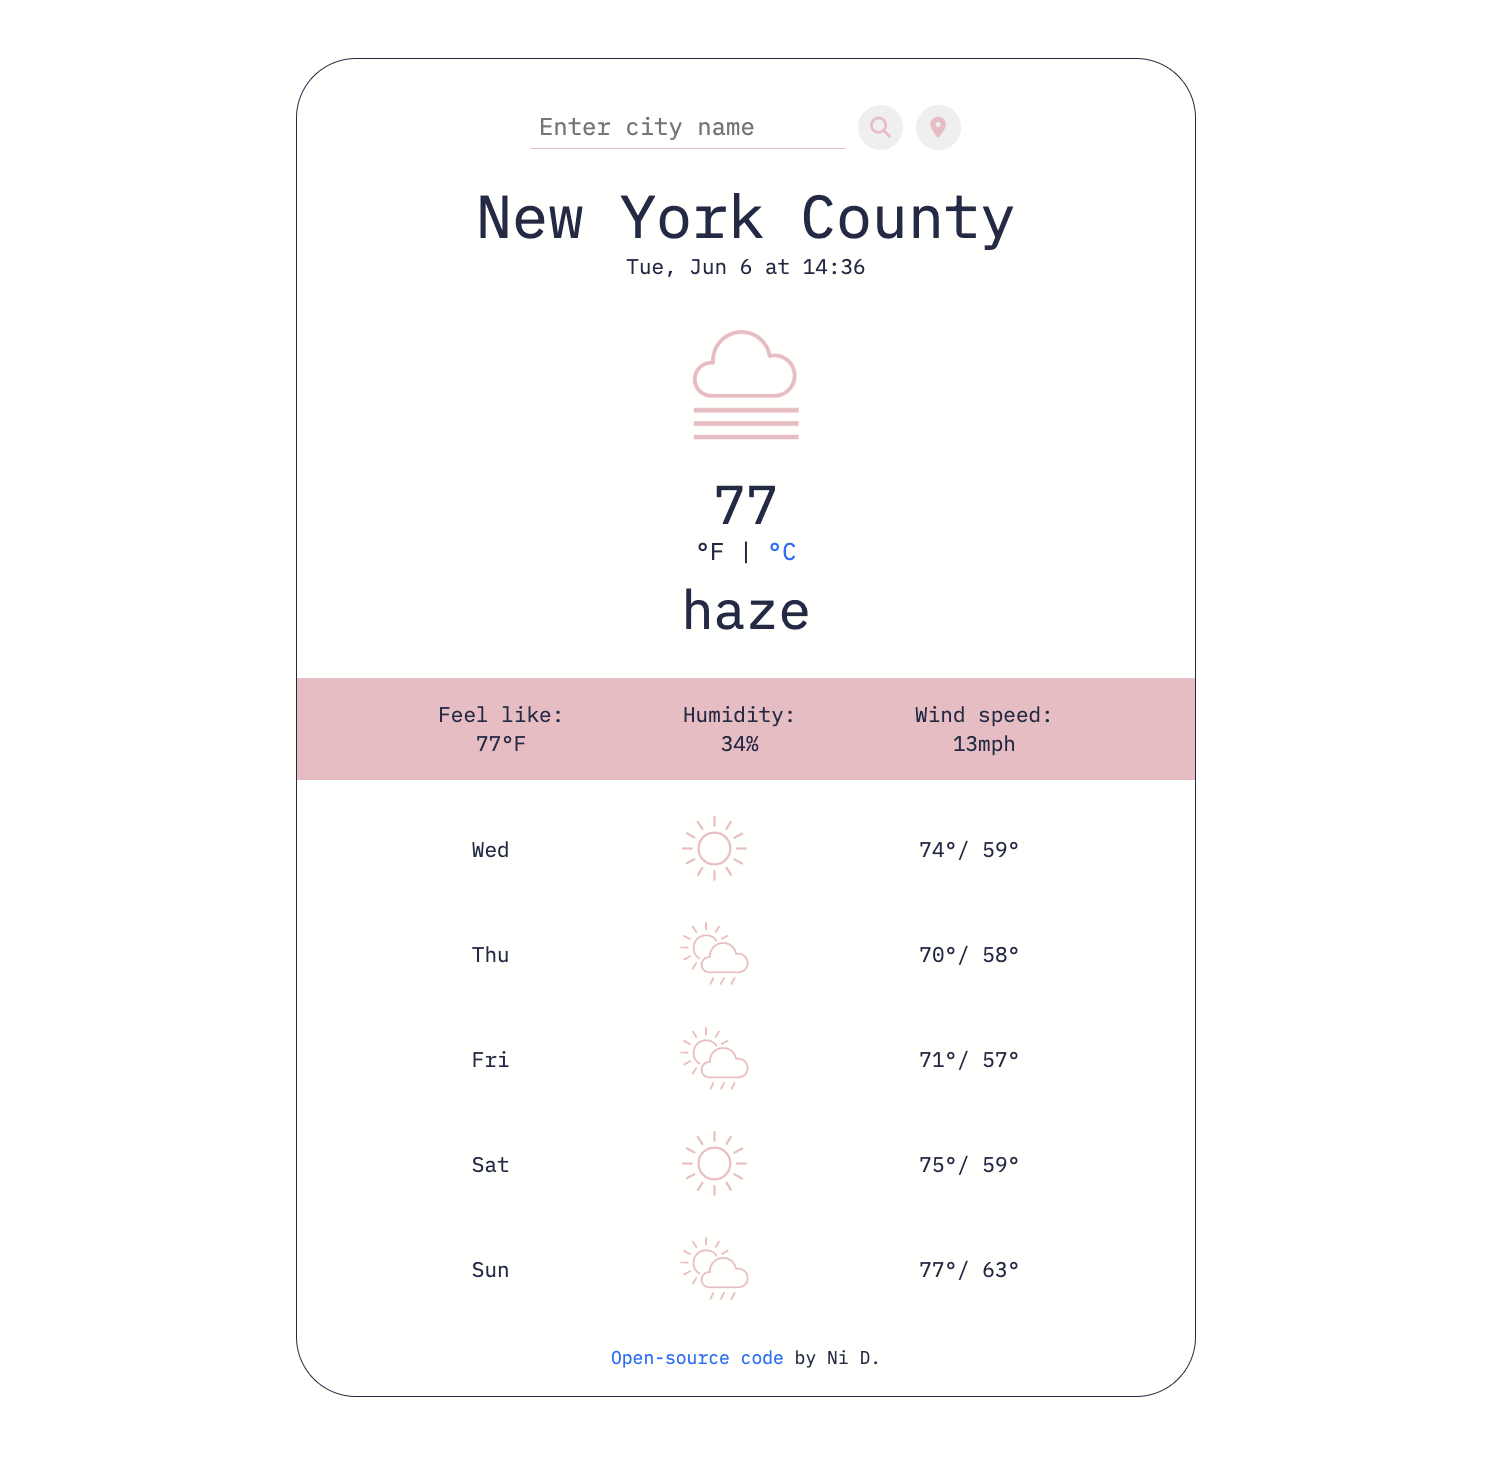 Enter city name
New York County
Tue, Jun 6 at 14:36
77
°F | °C
haze
Feel like: Humidity: Wind speed:
77°F 34% 13mph
Wed 74°/ 59°
Thu 70°/ 58°
Fri 71°/ 57°
Sat 75°/ 59°
Sun 77°/ 63°
Open-source code by Ni D.